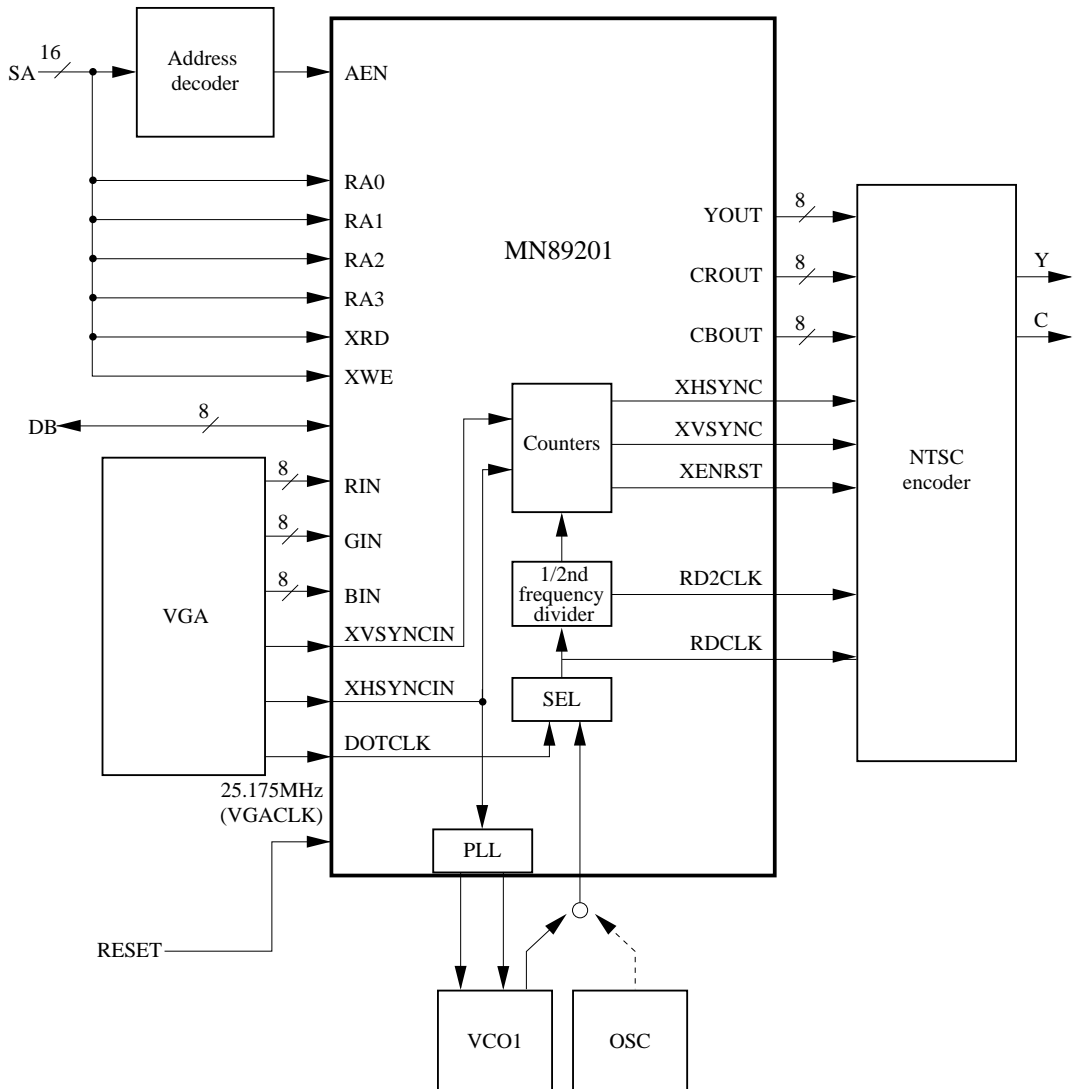 SA
16
Address
decoder
AEN
RA0
RA1
RA2
RA3
XRD
XWE
DB
8
MN89201
YOUT
8
CROUT
8
CBOUT
8
Y
C
XHSYNC
XVSYNC
XENRST
Counters
NTSC
encoder
VGA
8
RIN
8
GIN
8
BIN
XVSYNCIN
XHSYNCIN
DOTCLK
25.175MHz
(VGACLK)
1/2nd
frequency
divider
RD2CLK
RDCLK
SEL
PLL
RESET
VCO1
OSC